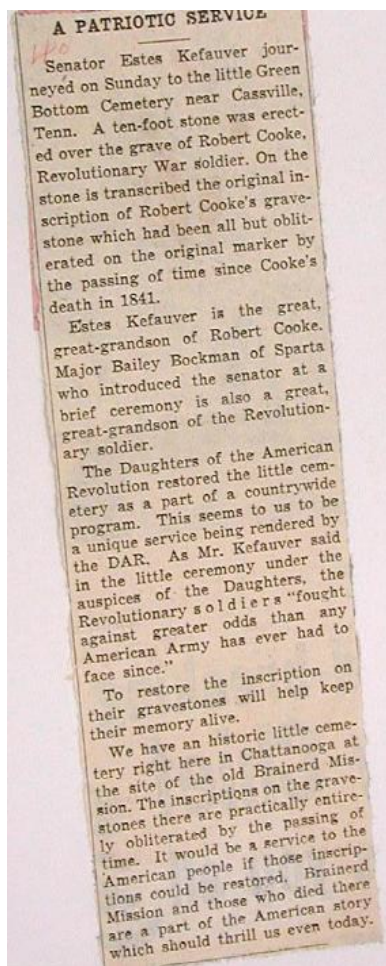 A PATRIOTIC SERVICE
Senator Estes Kefauver jour-
neyed on Sunday to the little Green
Bottom Cemetery near Cassville,
Tenn. A ten-foot stone was erect-
ed over the grave of Robert Cooke,
Revolutionary War soldier. On the
stone is transcribed the original in-
scription of Robert Cooke's grave-
stone which had been all but oblit-
erated on the original marker by
the passing of time since Cooke's
death in 1841.
Estes Kefauver is the great,
great-grandson of Robert Cooke.
Major Bailey Bockman of Sparta
who introduced the senator at a
brief ceremony is also a great,
great-grandson of the Revolution-
ary soldier.
The Daughters of the American
Revolution restored the little cem-
etery as a part of a countrywide
program. This seems to us to be
a unique service being rendered by
the DAR. As Mr. Kefauver said
in the little ceremony under the
auspices of the Daughters, the
Revolutionary soldiers "fought
against greater odds than any
American Army has ever had to
face since."
To restore the inscription on
their gravestones will help keep
their memory alive.
We have an historic little ceme-
tery right here in Chattanooga at
the site of the old Brainerd Mis-
sion. The inscriptions on the grave-
stones there are practically entire-
ly obliterated by the passing of
time. It would be a service to the
American people if those inscrip-
tions could be restored. Brainerd
Mission and those who died there
are a part of the American story
which should thrill us even today.